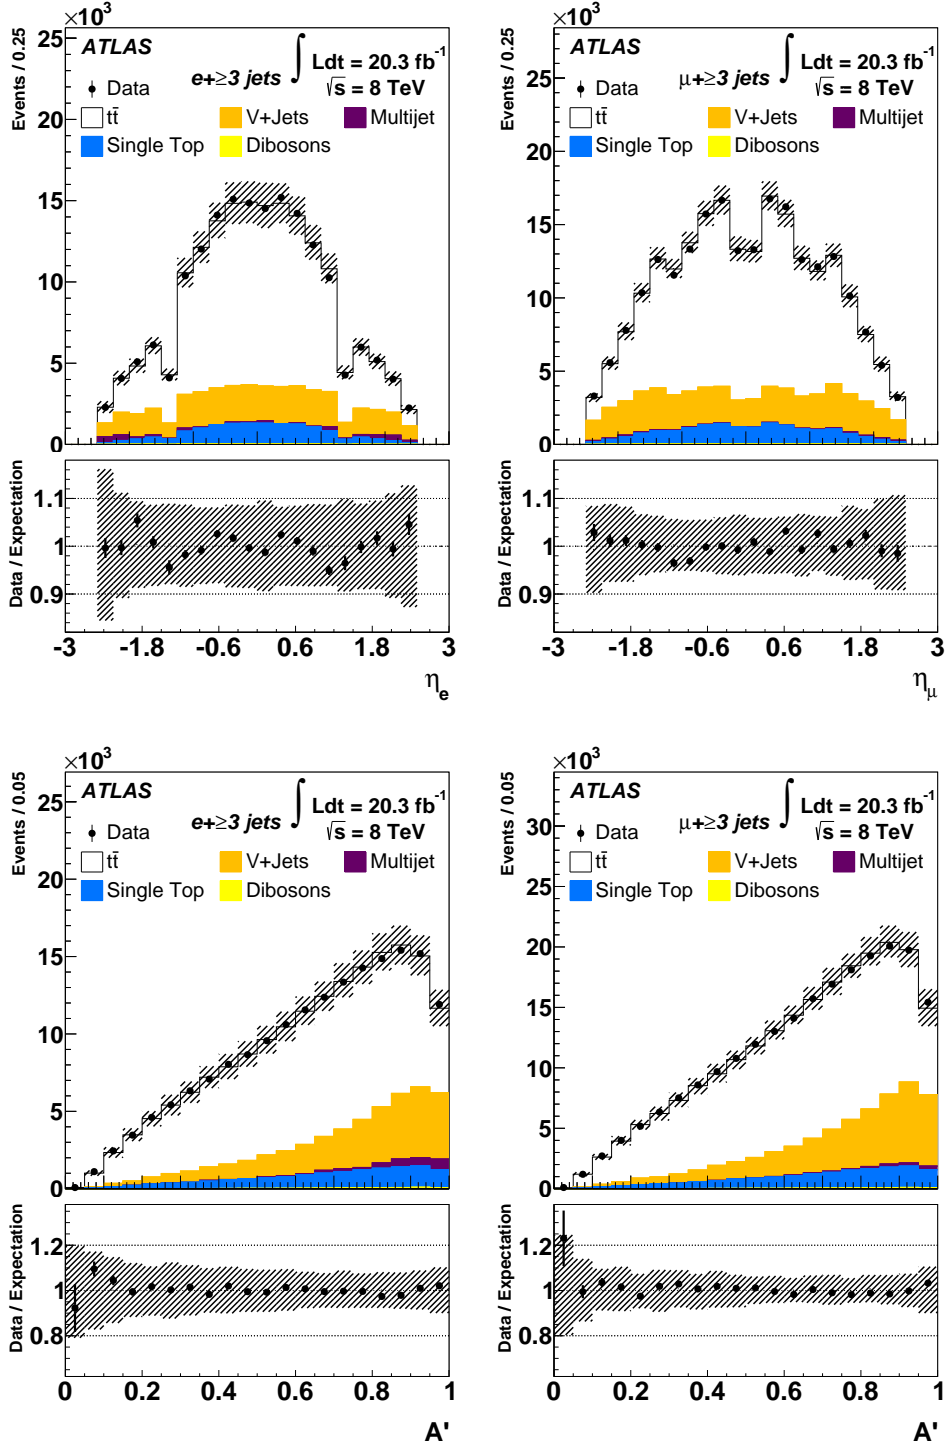 ×10³
Events / 0.25
ATLAS
e+≥3 jets
∫ Ldt = 20.3 fb⁻¹
√s = 8 TeV
Data
tt̄
V+Jets
Multijet
Single Top
Dibosons
25
20
15
10
5
0
Data / Expectation
1.1
1
0.9
-3 -1.8 -0.6 0.6 1.8 3
η_e
×10³
Events / 0.25
ATLAS
μ+≥3 jets
∫ Ldt = 20.3 fb⁻¹
√s = 8 TeV
Data
tt̄
V+Jets
Multijet
Single Top
Dibosons
25
20
15
10
5
0
Data / Expectation
1.1
1
0.9
-3 -1.8 -0.6 0.6 1.8 3
η_μ
×10³
Events / 0.05
ATLAS
e+≥3 jets
∫ Ldt = 20.3 fb⁻¹
√s = 8 TeV
Data
tt̄
V+Jets
Multijet
Single Top
Dibosons
25
20
15
10
5
0
Data / Expectation
1.2
1
0.8
0 0.2 0.4 0.6 0.8 1
A'
×10³
Events / 0.05
ATLAS
μ+≥3 jets
∫ Ldt = 20.3 fb⁻¹
√s = 8 TeV
Data
tt̄
V+Jets
Multijet
Single Top
Dibosons
30
25
20
15
10
5
0
Data / Expectation
1.2
1
0.8
0 0.2 0.4 0.6 0.8 1
A'